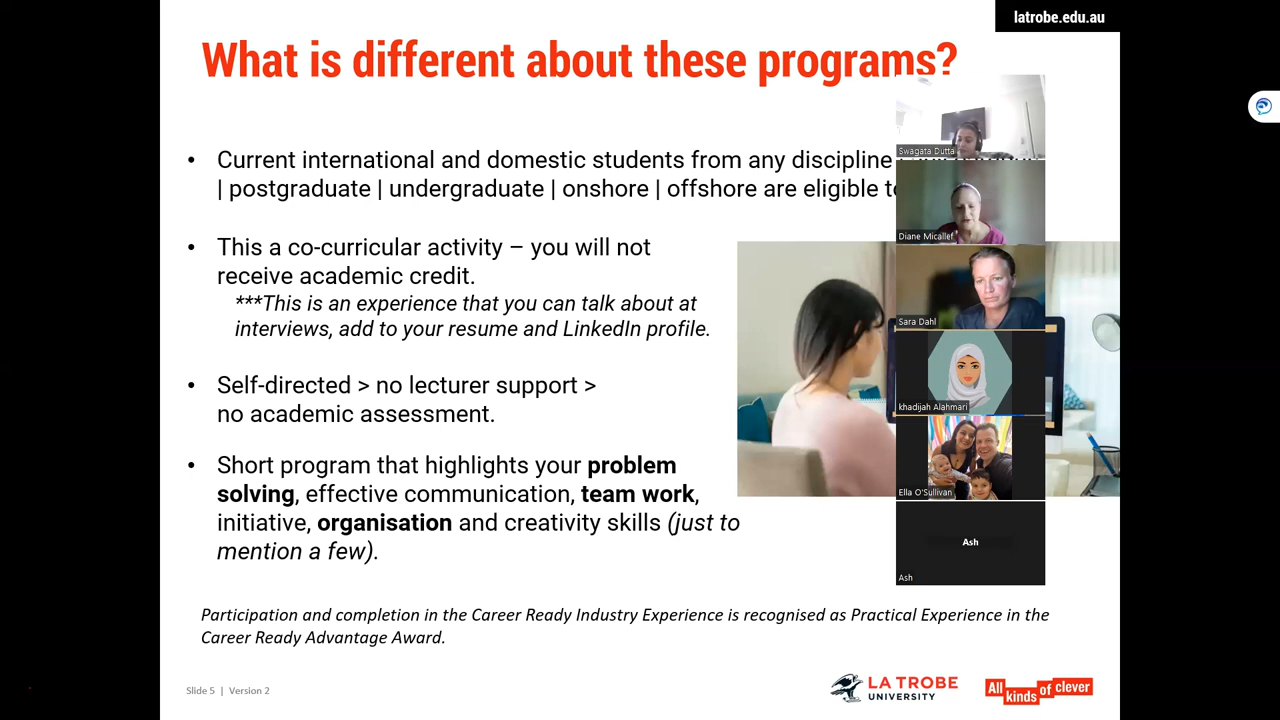 latrobe.edu.au
What is different about these programs?
• Current international and domestic students from any discipline
| postgraduate | undergraduate | onshore | offshore are eligible
• This a co-curricular activity – you will not
receive academic credit.
***This is an experience that you can talk about at
interviews, add to your resume and LinkedIn profile.
• Self-directed > no lecturer support >
no academic assessment.
• Short program that highlights your problem
solving, effective communication, team work,
initiative, organisation and creativity skills (just to
mention a few).
Swagata Dutta
Diane Micallef
Sara Dahl
khadijah Alahmari
Ella O'Sullivan
Ash
Ash
Participation and completion in the Career Ready Industry Experience is recognised as Practical Experience in the
Career Ready Advantage Award.
Slide 5 | Version 2
LA TROBE
UNIVERSITY
All kinds of clever